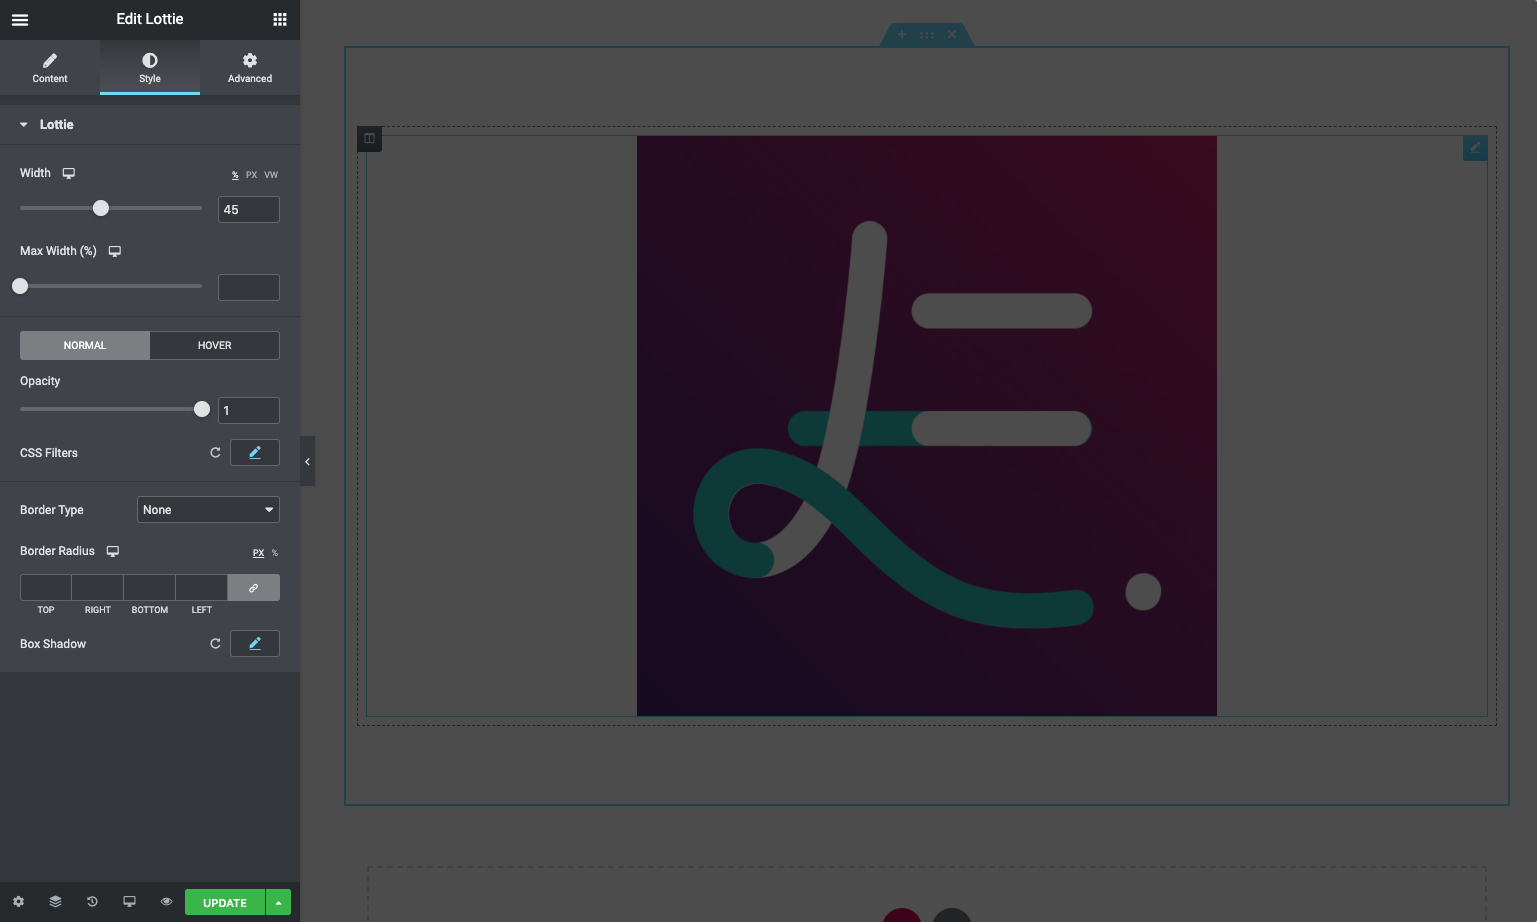 Edit Lottie
Content
Style
Advanced
Lottie
Width
% PX VW
45
Max Width (%)
NORMAL
HOVER
Opacity
1
CSS Filters
Border Type
None
Border Radius
PX %
TOP RIGHT BOTTOM LEFT
Box Shadow
UPDATE